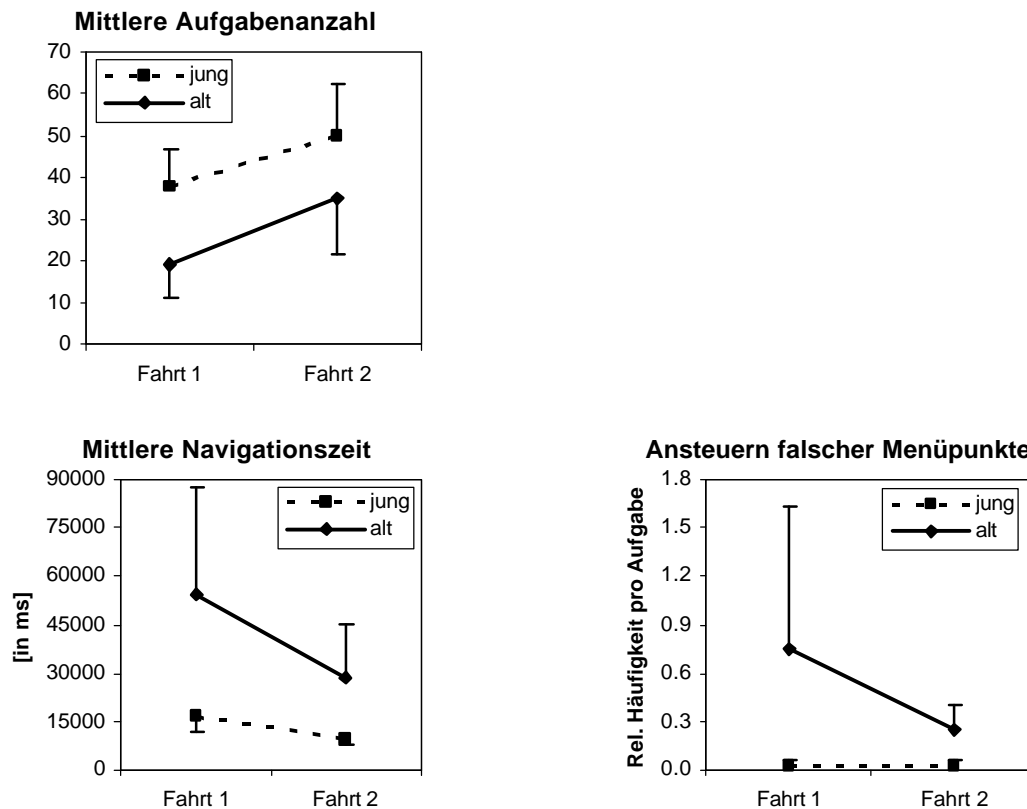 Mittlere Aufgabenanzahl
70
60
50
40
30
20
10
0
jung
alt
Fahrt 1 Fahrt 2
Mittlere Navigationszeit
[in ms]
90000
75000
60000
45000
30000
15000
0
jung
alt
Fahrt 1 Fahrt 2
Ansteuern falscher Menüpunkte
Rel. Häufigkeit pro Aufgabe
1.8
1.5
1.2
0.9
0.6
0.3
0.0
jung
alt
Fahrt 1 Fahrt 2